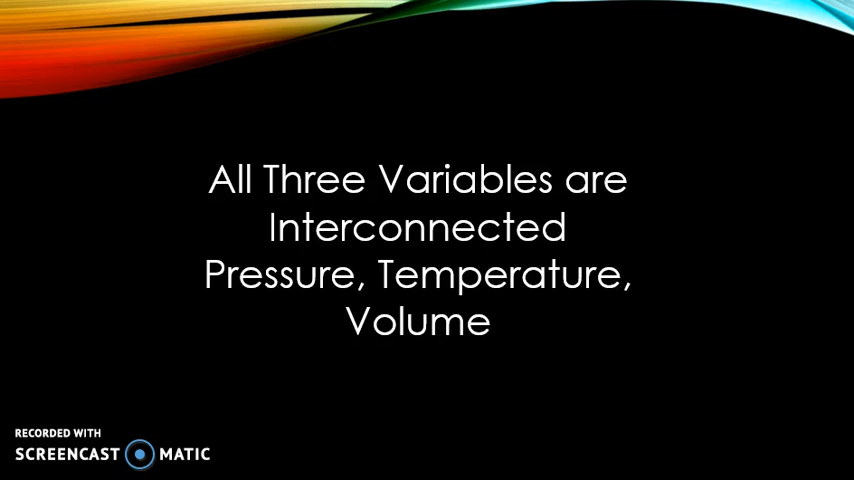 All Three Variables are
Interconnected
Pressure, Temperature,
Volume
RECORDED WITH
SCREENCAST MATIC